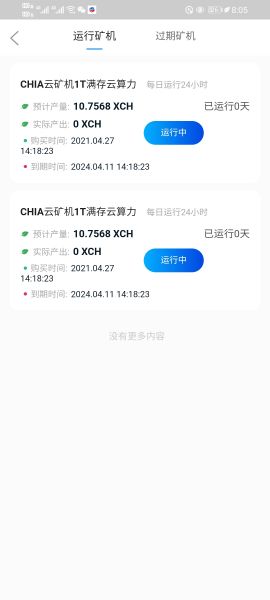 8:05
运行矿机 过期矿机
CHIA云矿机1T满存云算力 每日运行24小时
预计产量: 10.7568 XCH 已运行0天
实际产出: 0 XCH
运行中
购买时间: 2021.04.27
14:18:23
到期时间: 2024.04.11 14:18:23
CHIA云矿机1T满存云算力 每日运行24小时
预计产量: 10.7568 XCH 已运行0天
实际产出: 0 XCH
运行中
购买时间: 2021.04.27
14:18:23
到期时间: 2024.04.11 14:18:23
没有更多内容